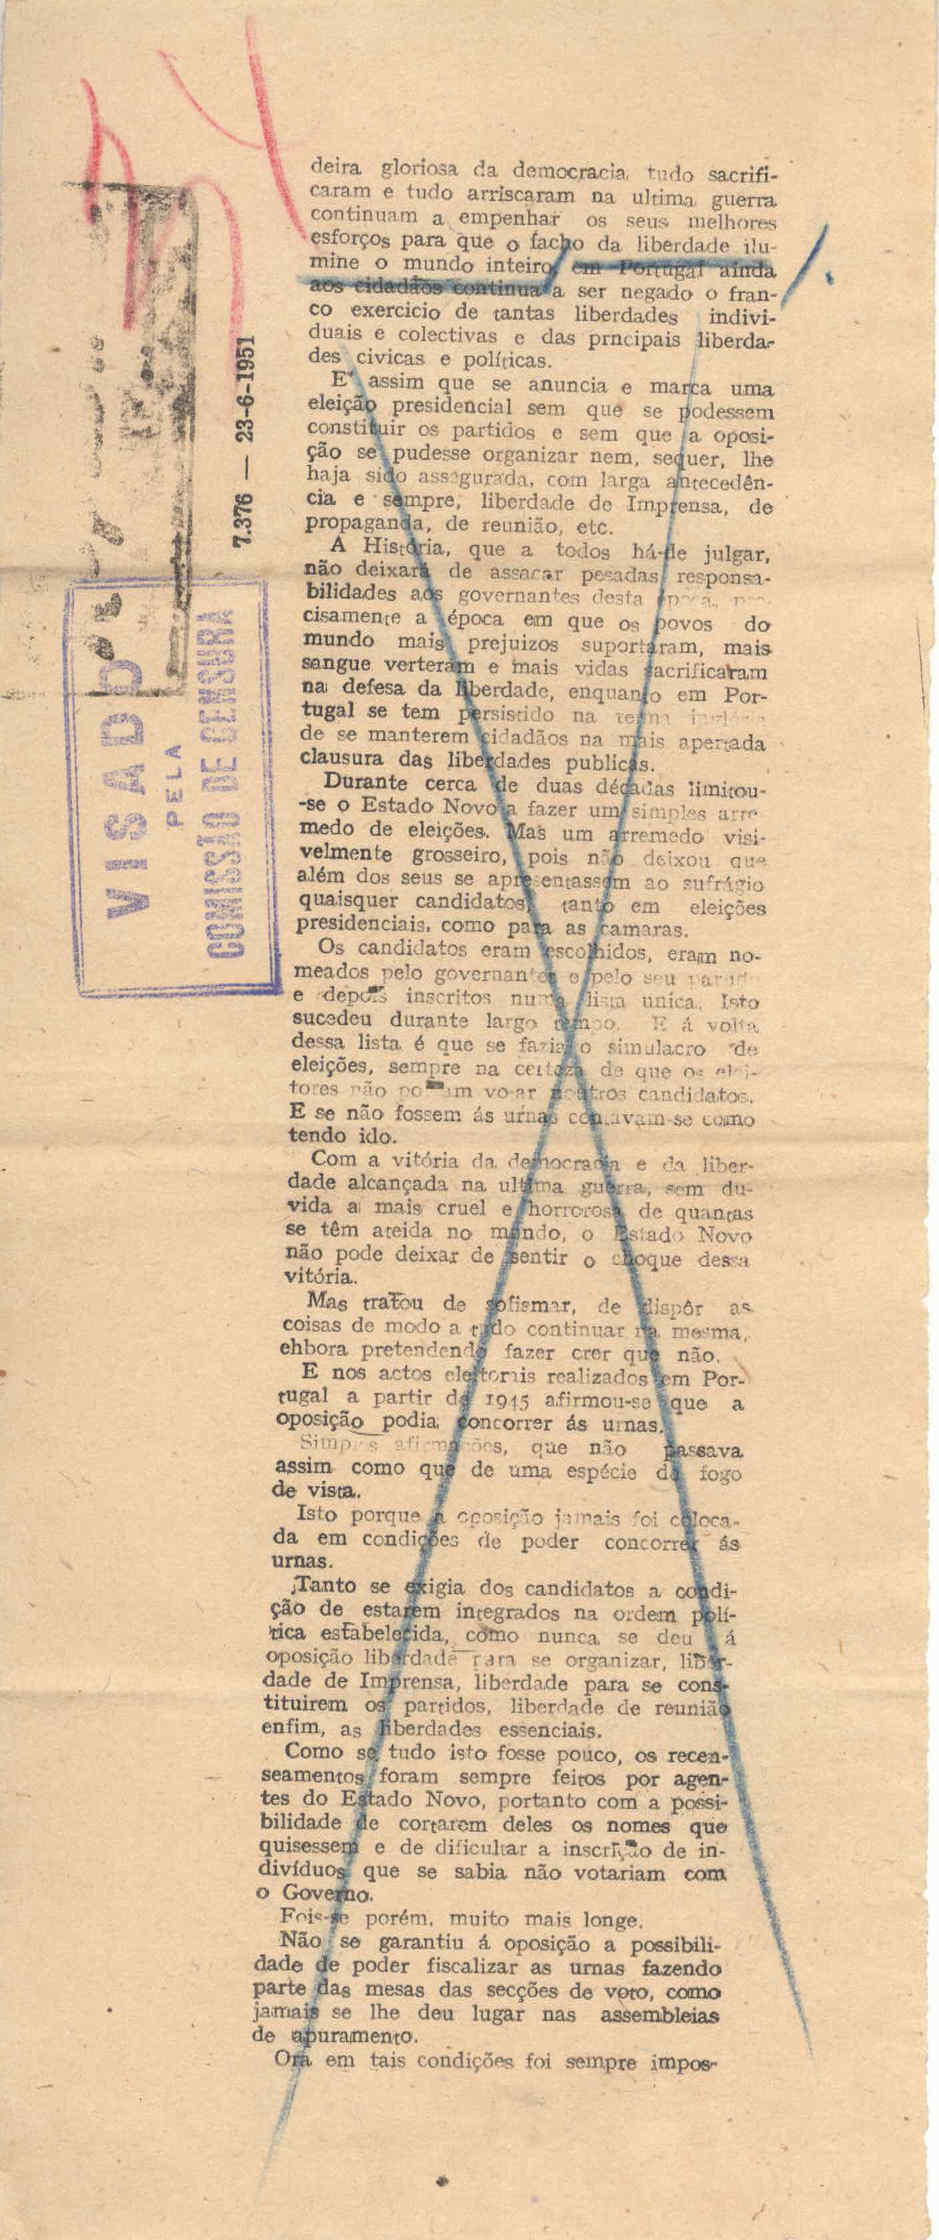 deira gloriosa da democracia, tudo sacrifi-
caram e tudo arriscaram na ultima guerra
continuam a empenhar os seus melhores
esforços para que o facho da liberdade ilu-
mine o mundo inteiro, em Portugal ainda
aos cidadãos continua a ser negado o fran-
co exercicio de tantas liberdades indivi-
duais e colectivas e das prncipais liberda-
des civicas e políticas.
E' assim que se anuncia e marca uma
eleição presidencial sem que se podessem
constituir os partidos e sem que a oposi-
ção se pudesse organizar nem, sequer, lhe
haja sido assegurada, com larga antecedên-
cia e sempre, liberdade de Imprensa, de
propaganda, de reunião, etc.
A História, que a todos há-de julgar,
não deixará de assacar pesadas responsa-
bilidades aos governantes desta época, pre-
cisamente a época em que os povos do
mundo mais prejuizos suportaram, mais
sangue verteram e mais vidas sacrificaram
na defesa da liberdade, enquanto em Por-
tugal se tem persistido na
de se manterem cidadãos na mais apertada
clausura das liberdades publicas.
Durante cerca de duas décadas limitou-
-se o Estado Novo a fazer um simples arre-
medo de eleições. Mas um arremedo visi-
velmente grosseiro, pois não deixou que
além dos seus se apresentassem ao sufrágio
quaisquer candidatos, tanto em eleições
presidenciais, como para as camaras.
Os candidatos eram escolhidos, eram no-
meados pelo governantes e pelo seu partido
e depois inscritos numa lista unica. Isto
sucedeu durante largo tempo. E á volta
dessa lista é que se fazia o simulacro de
eleições, sempre na certeza de que os elei-
tores não podiam votar noutros candidatos.
E se não fossem ás urnas contavam-se como
tendo ido.
Com a vitória da democracia e da liber-
dade alcançada na ultima guerra, sem du-
vida a mais cruel e horrorosa de quantas
se têm ateida no mundo, o Estado Novo
não pode deixar de sentir o choque dessa
vitória.
Mas tratou de sofismar, de dispôr as
coisas de modo a tudo continuar na mesma,
ehbora pretendendo fazer crer que não.
E nos actos eleitorais realizados em Por-
tugal a partir de 1945 afirmou-se que a
oposição podia concorrer ás urnas.
Simples afirmações, que não passava
assim como que de uma espécie de fogo
de vista.
Isto porque a oposição jamais foi coloca-
da em condições de poder concorrer ás
urnas.
Tanto se exigia dos candidatos a condi-
ção de estarem integrados na ordem polí-
tica estabelecida, como nunca se deu á
oposição liberdade para se organizar, liber-
dade de Imprensa, liberdade para se cons-
tituirem os partidos, liberdade de reunião
enfim, as liberdades essenciais.
Como se tudo isto fosse pouco, os recen-
seamentos foram sempre feitos por agen-
tes do Estado Novo, portanto com a possi-
bilidade de cortarem deles os nomes que
quisessem e de dificultar a inscrição de in-
divíduos que se sabia não votariam com
o Governo.
Fois-se porém, muito mais longe.
Não se garantiu á oposição a possibili-
dade de poder fiscalizar as urnas fazendo
parte das mesas das secções de voto, como
jamais se lhe deu lugar nas assembleias
de apuramento.
Ora em tais condições foi sempre impos-
7.376 — 23-6-1951
VISADO
PELA
COMISSÃO DE CENSURA